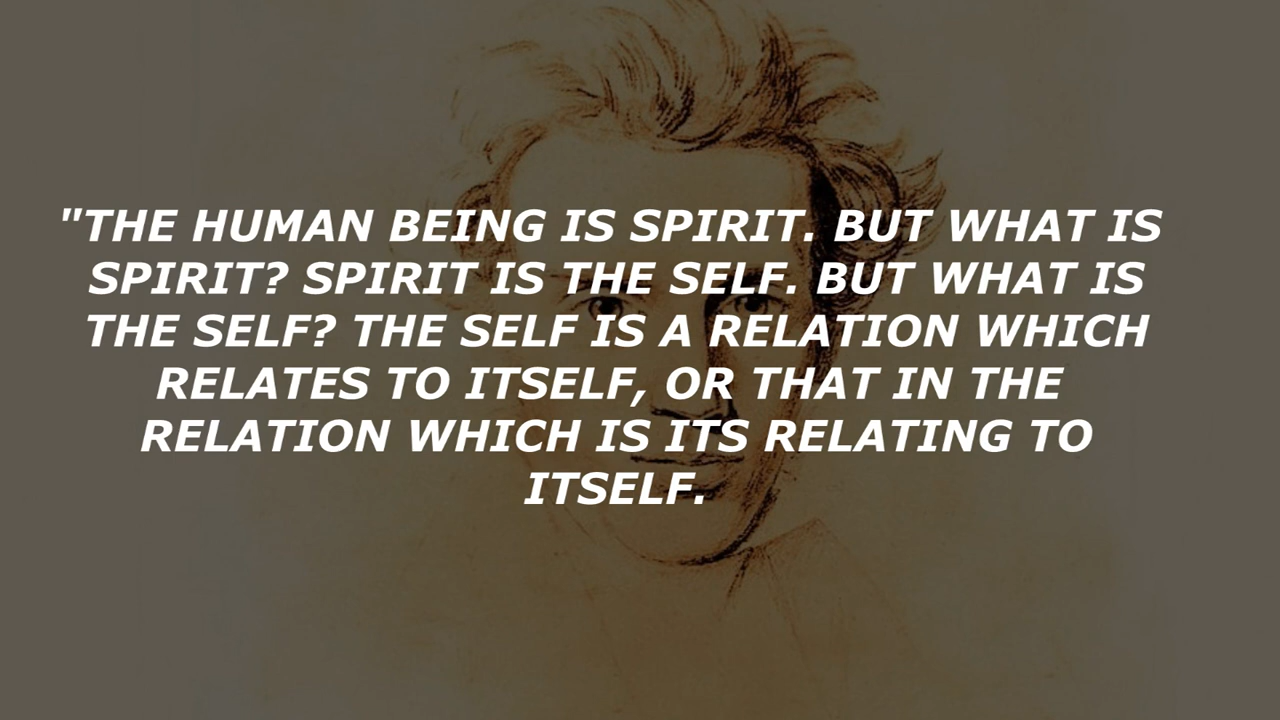 "THE HUMAN BEING IS SPIRIT. BUT WHAT IS
SPIRIT? SPIRIT IS THE SELF. BUT WHAT IS
THE SELF? THE SELF IS A RELATION WHICH
RELATES TO ITSELF, OR THAT IN THE
RELATION WHICH IS ITS RELATING TO
ITSELF.